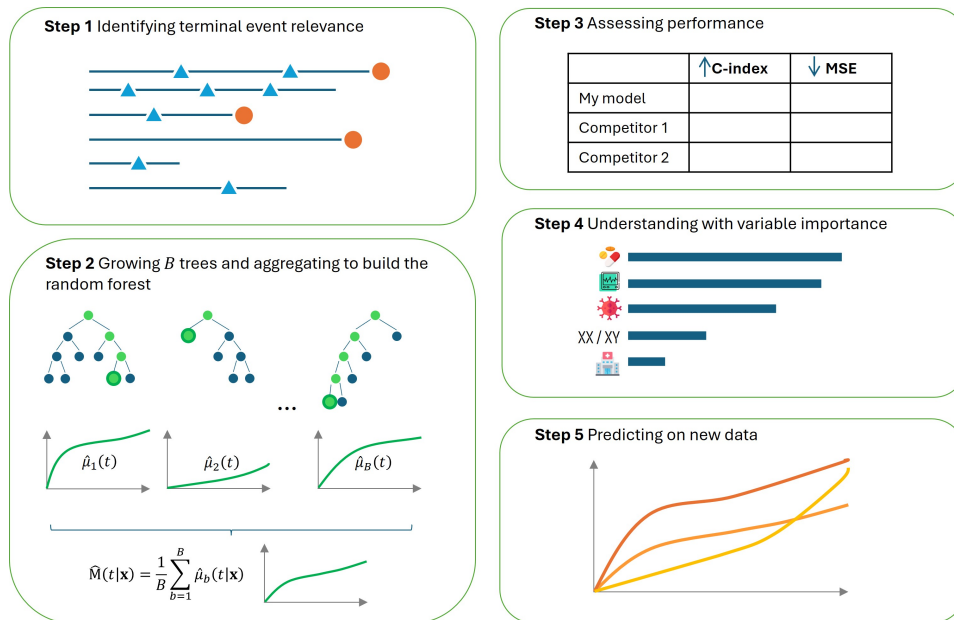 Step 1 Identifying terminal event relevance
Step 2 Growing B trees and aggregating to build the
random forest
...
μ̂₁(t)
μ̂₂(t)
μ̂_B(t)
M̂(t|𝐱) = 1/B ∑_{b=1}^{B} μ̂_b(t|𝐱)
Step 3 Assessing performance
↑C-index ↓ MSE
My model
Competitor 1
Competitor 2
Step 4 Understanding with variable importance
XX / XY
Step 5 Predicting on new data